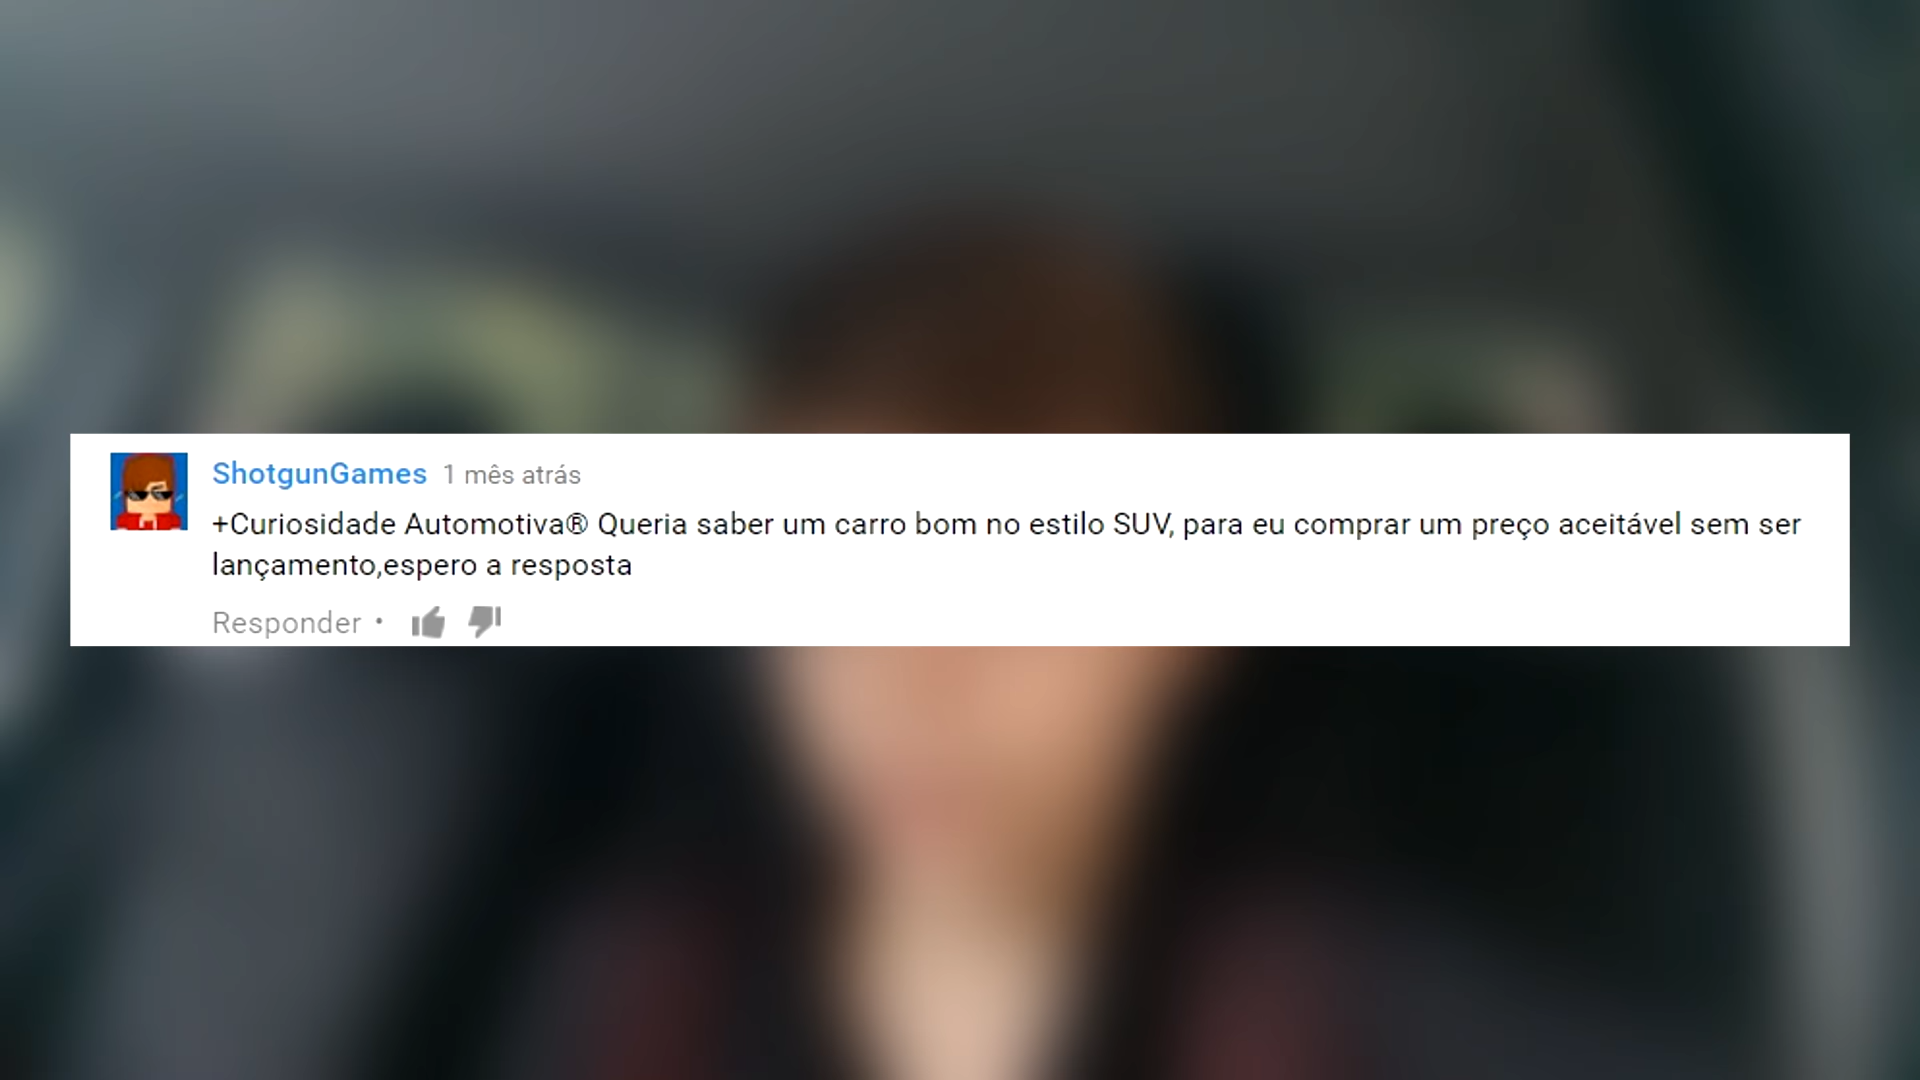 ShotgunGames 1 mês atrás
+Curiosidade Automotiva® Queria saber um carro bom no estilo SUV, para eu comprar um preço aceitável sem ser
lançamento,espero a resposta
Responder •